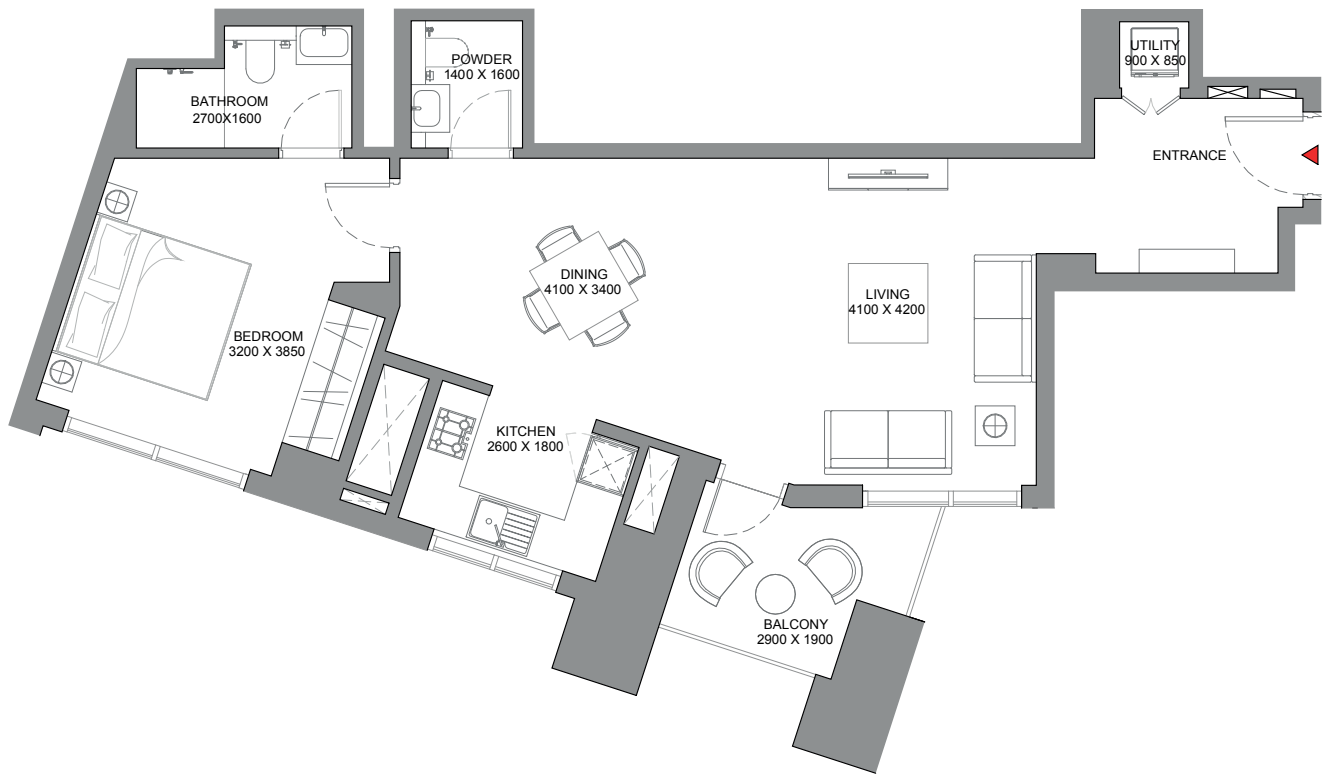 POWDER
1400 X 1600
UTILITY
900 X 850
BATHROOM
2700X1600
ENTRANCE
DINING
4100 X 3400
LIVING
4100 X 4200
BEDROOM
3200 X 3850
KITCHEN
2600 X 1800
BALCONY
2900 X 1900